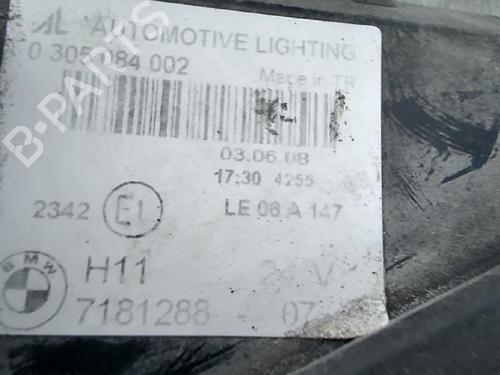 AL AUTOMOTIVE LIGHTING
0 305 084 002
Made in TR
03.06.08
17:30 4255
2342 E1 LE 06 A 147
BMW H11 24 V
7181288 - 07
B-PARTS